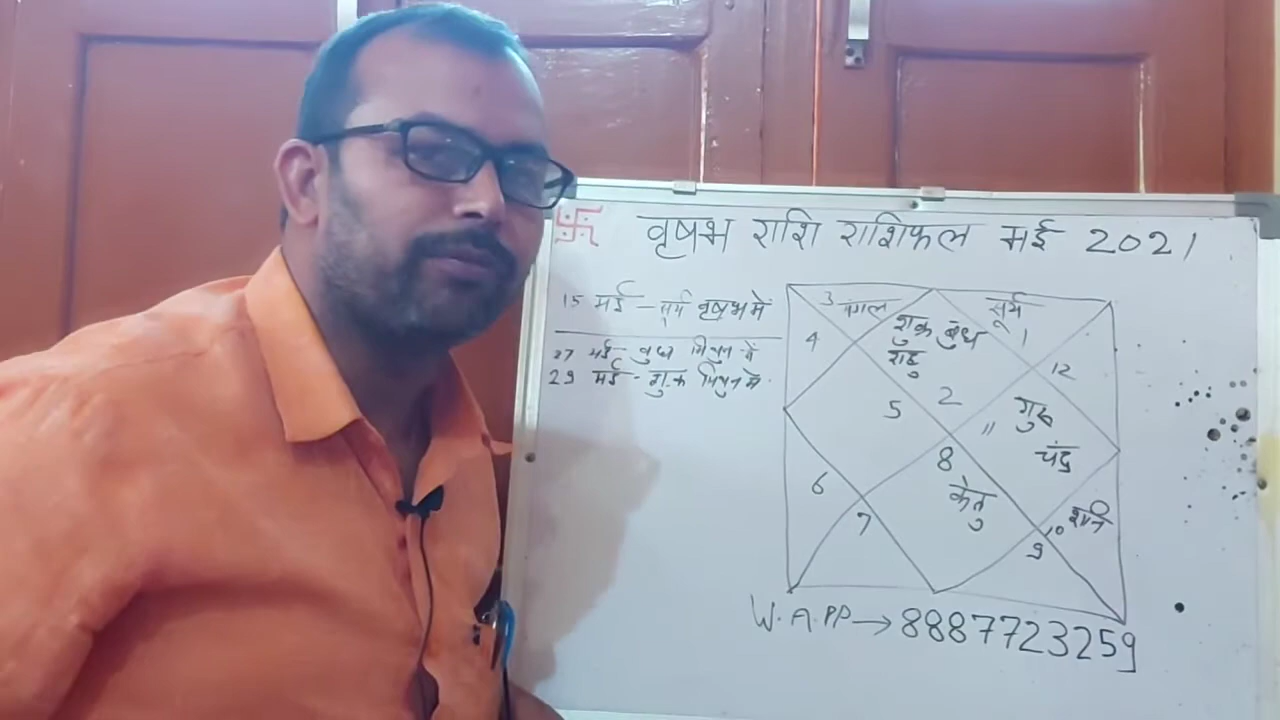 卐 वृषभ राशि राशिफल मई 2021
15 मई - सूर्य वृषभ में
27 मई - बुध मिथुन में
29 मई - शुक्र मिथुन में
3 मंगल
सूर्य
1
शुक्र बुध
राहु
4
12
2
5
11 गुरु
चंद्र
8
केतु
6
7
10 शनि
9
W.A.PP → 8887723259